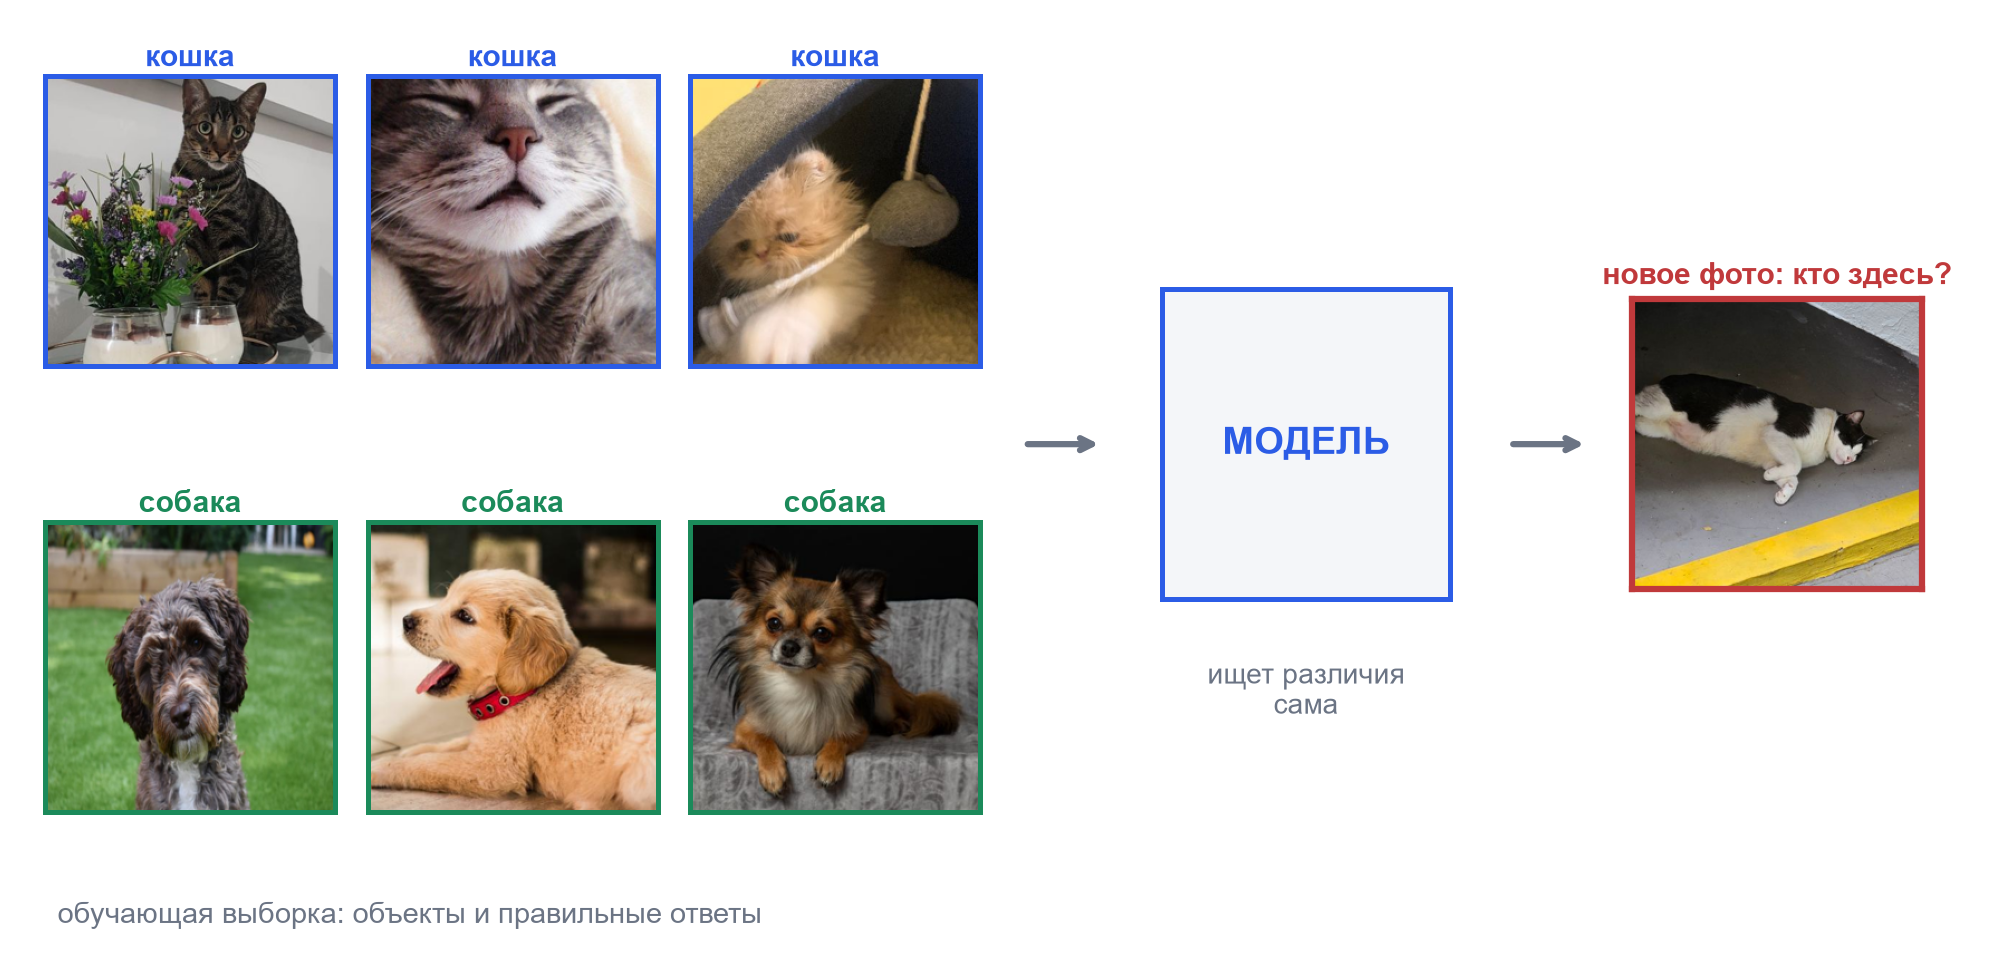 кошка
кошка
кошка
собака
собака
собака
обучающая выборка: объекты и правильные ответы
МОДЕЛЬ
ищет различия
сама
новое фото: кто здесь?